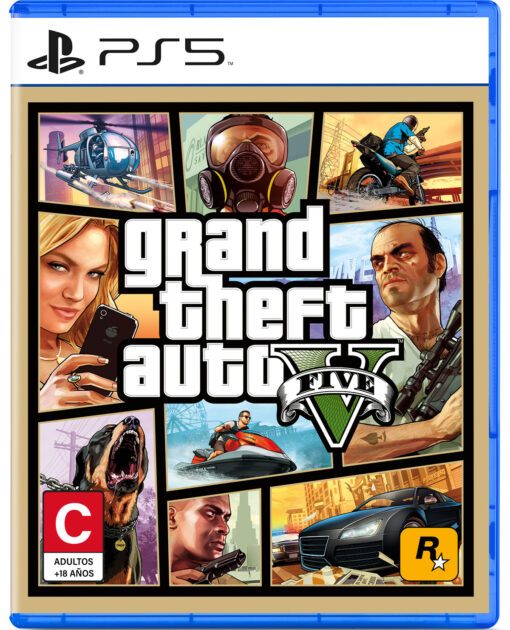 PS5
grand
theft
auto
V
FIVE
C
ADULTOS
+18 AÑOS
R